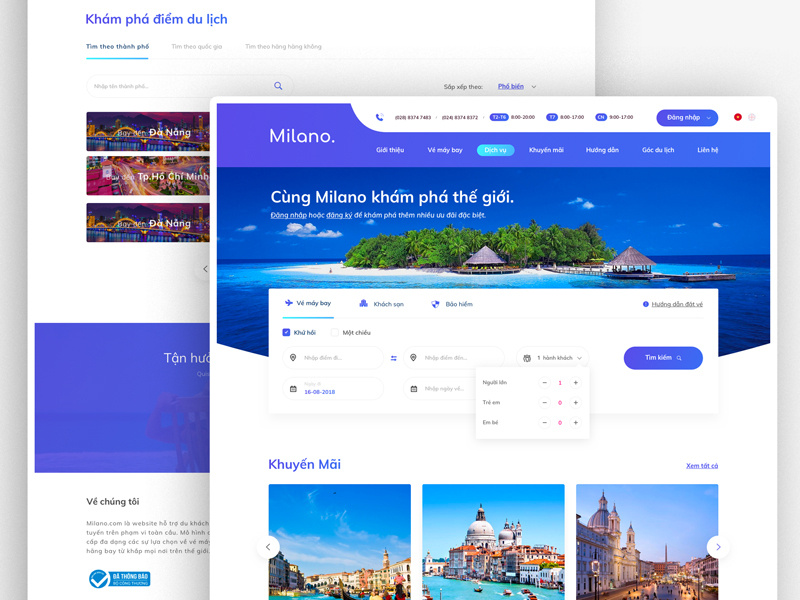 Khám phá điểm du lịch
Tìm theo thành phố
Tìm theo quốc gia
Tìm theo hãng hàng không
Nhập tên thành phố...
Sắp xếp theo:
Phổ biến
Bay đến Đà Nẵng
Bay đến Tp.Hồ Chí Minh
Bay đến Đà Nẵng
Tận hưở
Về chúng tôi
Milano.com là website hỗ trợ du khách
tuyến trên phạm vi toàn cầu. Mô hình
cấp đa dạng các sự lựa chọn về vé máy
hãng bay từ khắp mọi nơi trên thế giới.
ĐÃ THÔNG BÁO
BỘ CÔNG THƯƠNG
Milano.
(028) 8374 7483
(024) 8374 8372
T2-T6 8:00-20:00
T7 8:00-17:00
CN 9:00-17:00
Đăng nhập
Giới thiệu
Vé máy bay
Dịch vụ
Khuyến mãi
Hướng dẫn
Góc du lịch
Liên hệ
Cùng Milano khám phá thế giới.
Đăng nhập hoặc đăng ký để khám phá thêm nhiều ưu đãi đặc biệt.
Vé máy bay
Khách sạn
Bảo hiểm
Hướng dẫn đặt vé
Khứ hồi
Một chiều
Nhập điểm đi...
Nhập điểm đến...
1 hành khách
Tìm kiếm
Ngày đi
16-08-2018
Nhập ngày về...
Người lớn - 1 +
Trẻ em - 0 +
Em bé - 0 +
Khuyến Mãi
Xem tất cả